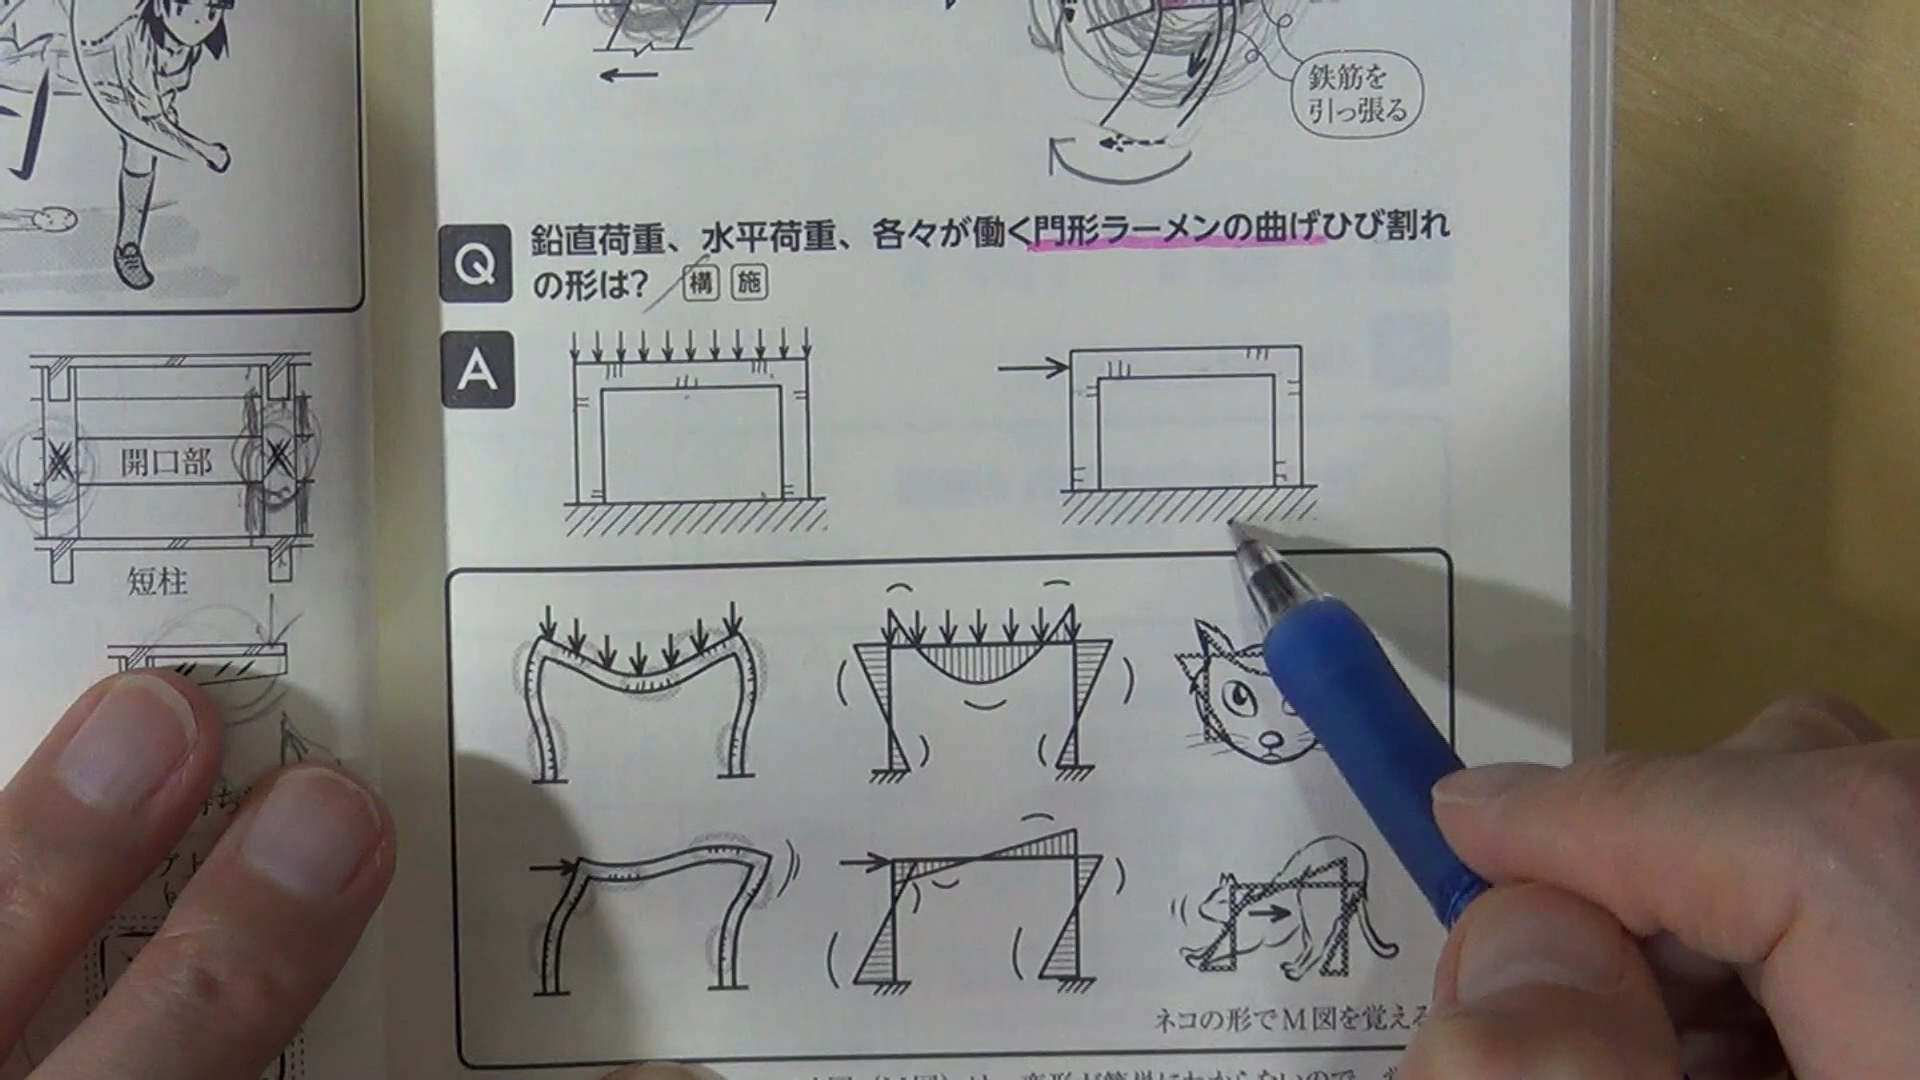 鉄筋を
引っ張る
Q 鉛直荷重、水平荷重、各々が働く門形ラーメンの曲げひび割れ
の形は? 構 施
A
開口部
短柱
ネコの形でM図を覚える